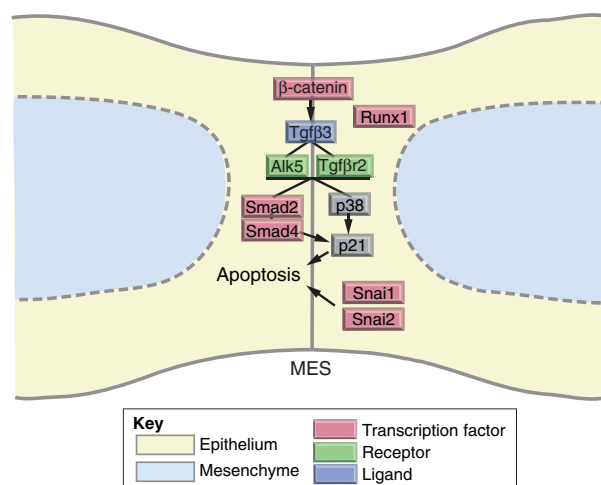 β-catenin
Runx1
Tgfβ3
Alk5
Tgfβr2
Smad2
p38
Smad4
p21
Apoptosis
Snai1
Snai2
MES
Key
Epithelium
Mesenchyme
Transcription factor
Receptor
Ligand